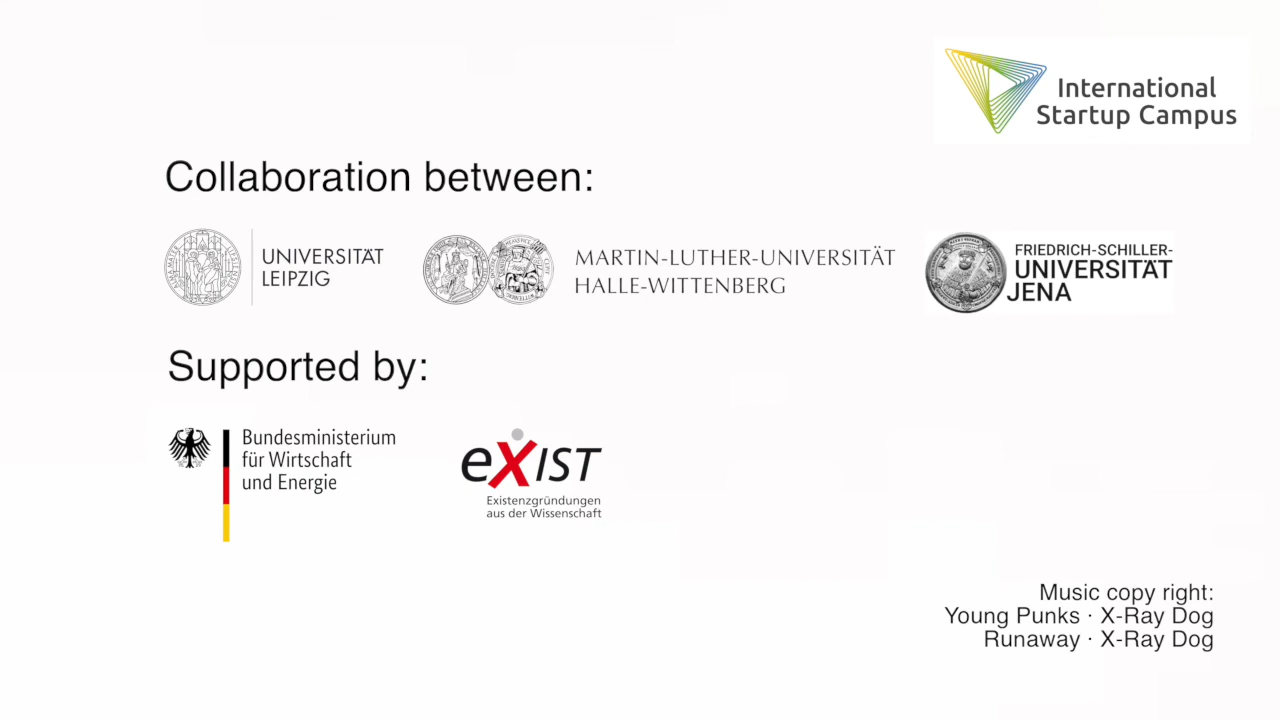 International
Startup Campus
Collaboration between:
UNIVERSITÄT
LEIPZIG
MARTIN-LUTHER-UNIVERSITÄT
HALLE-WITTENBERG
FRIEDRICH-SCHILLER-
UNIVERSITÄT
JENA
Supported by:
Bundesministerium
für Wirtschaft
und Energie
eXIST
Existenzgründungen
aus der Wissenschaft
Music copy right:
Young Punks · X-Ray Dog
Runaway · X-Ray Dog